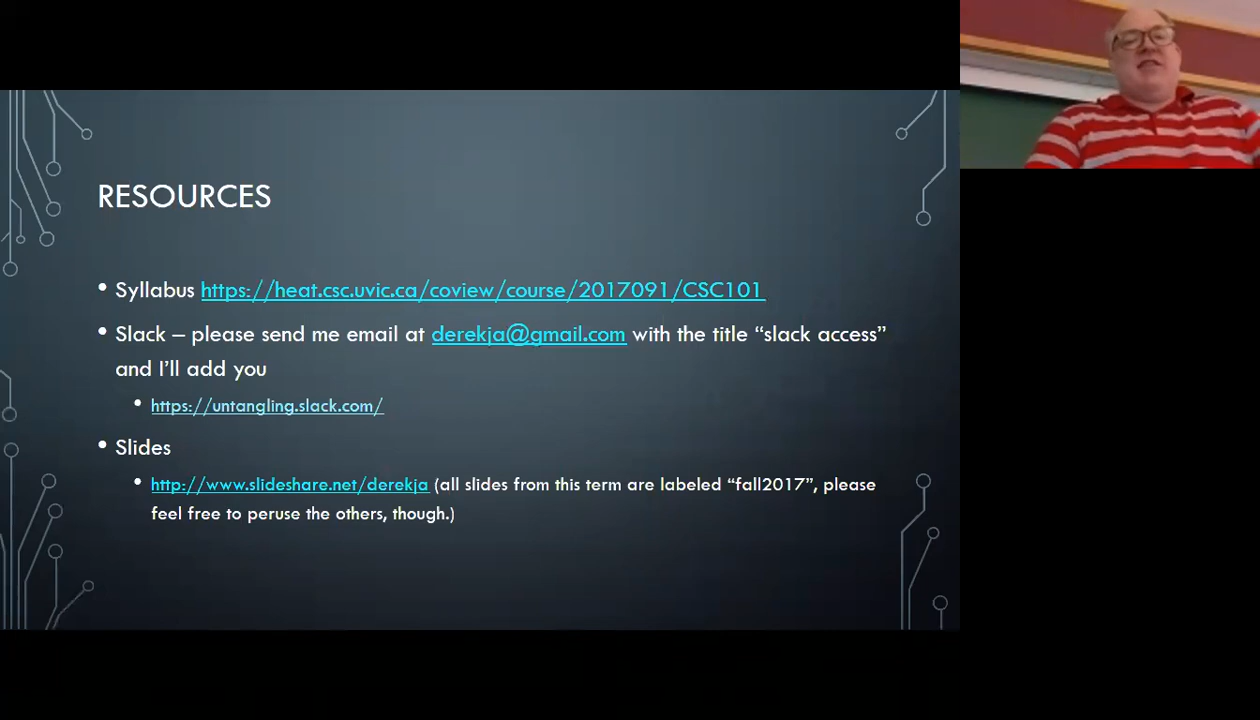 RESOURCES
• Syllabus https://heat.csc.uvic.ca/coview/course/2017091/CSC101
• Slack – please send me email at derekja@gmail.com with the title “slack access”
and I’ll add you
• https://untangling.slack.com/
• Slides
• http://www.slideshare.net/derekja (all slides from this term are labeled “fall2017”, please
feel free to peruse the others, though.)